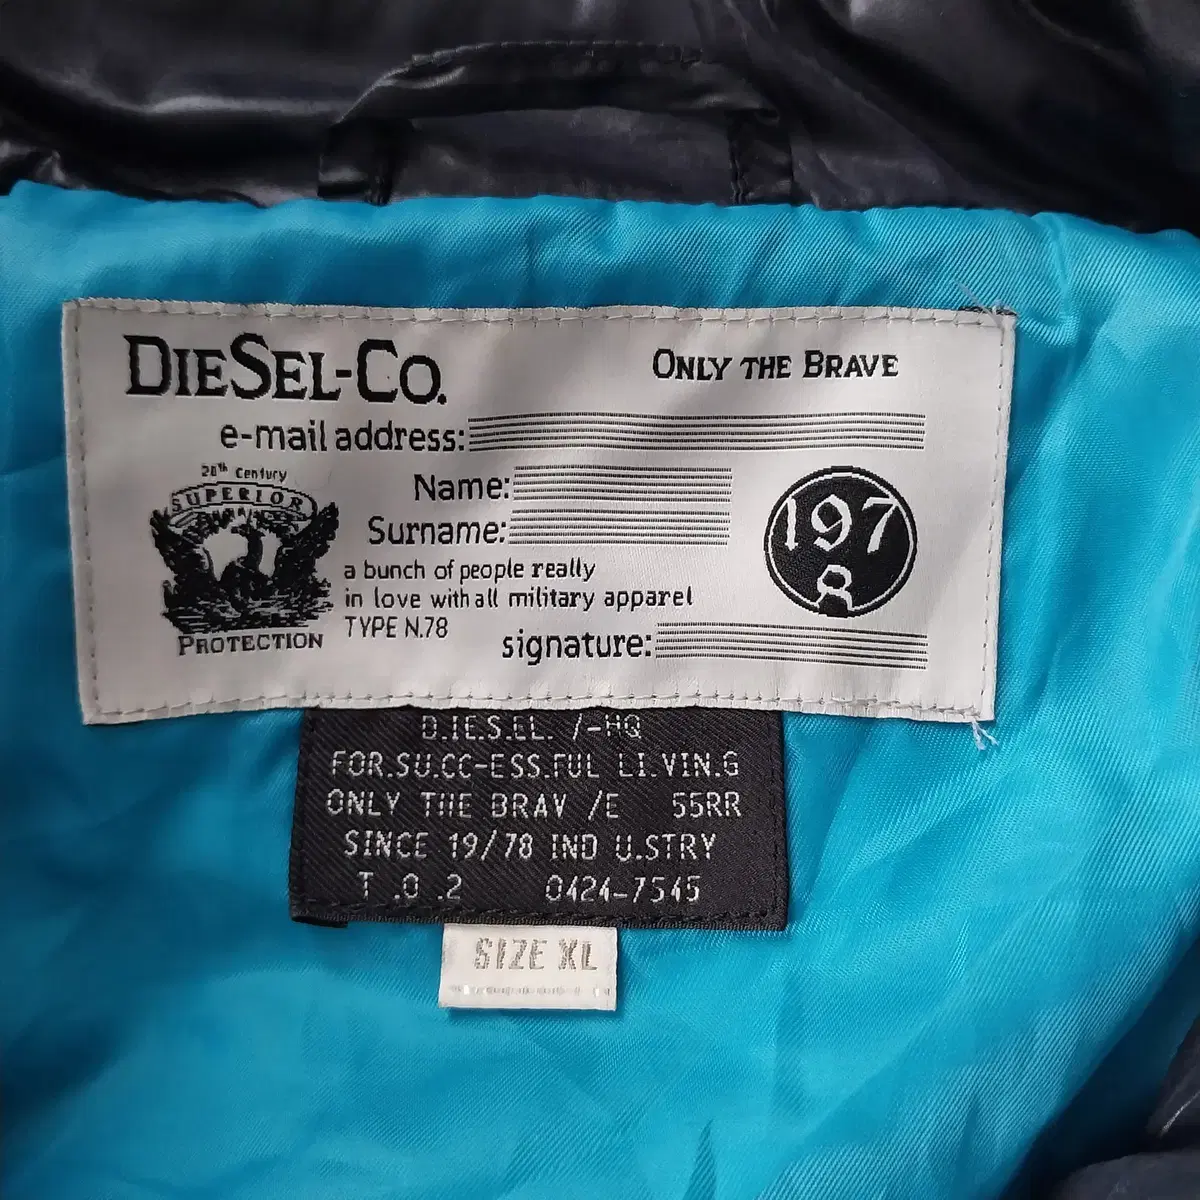 DIESEL-CO.
ONLY THE BRAVE
e-mail address:
20th Century
SUPERIOR
PROTECTION
Name:
Surname:
a bunch of people really
in love with all military apparel
TYPE N.78
signature:
197
8
D.IE.S.EL. /-HQ
FOR.SU.CC-ESS.FUL LI.VIN.G
ONLY THE BRAV /E 55RR
SINCE 19/78 IND U.STRY
T .O .2 0424-7545
SIZE XL